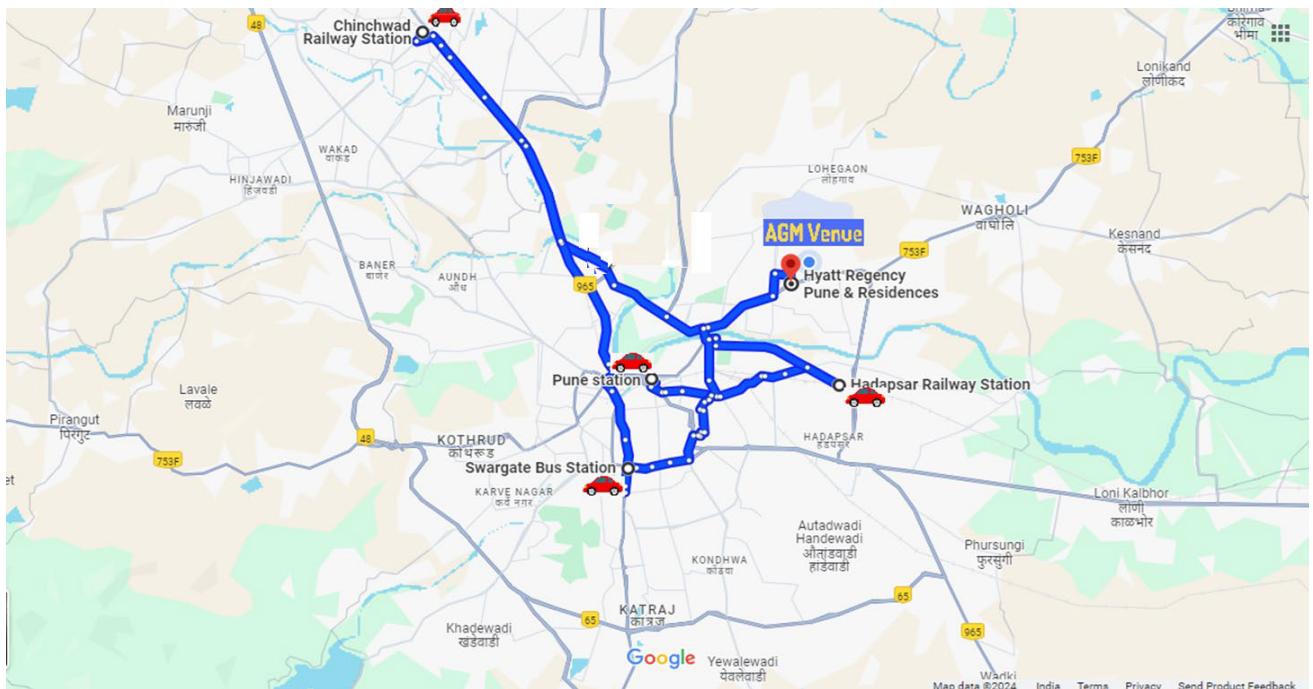 48
Chinchwad
Railway Station
कोरेगाव
भीमा
Lonikand
लोणीकंद
Marunji
मारुंजी
WAKAD
वाकड
753F
HINJAWADI
हिंजवडी
LOHEGAON
लोहगाव
WAGHOLI
वाघोलि
AGM Venue
Kesnand
केसनंद
753F
BANER
बाणेर
AUNDH
औंध
965
Hyatt Regency
Pune & Residences
Pune station
Hadapsar Railway Station
Lavale
लवळे
Pirangut
पिरंगुट
48
KOTHRUD
कोथरूड
HADAPSAR
हडपसर
753F
Swargate Bus Station
KARVE NAGAR
कर्वे नगर
Loni Kalbhor
लोणी
काळभोर
Autadwadi
Handewadi
औताडवाडी
हांडेवाडी
Phursungi
फुरसुंगी
KONDHWA
कोंढवा
65
KATRAJ
कात्रज
65
Khadewadi
खडेवाडी
965
Google
Yewalewadi
येवलेवाडी
Wadki
Map data ©2024 India Terms Privacy Send Product Feedback